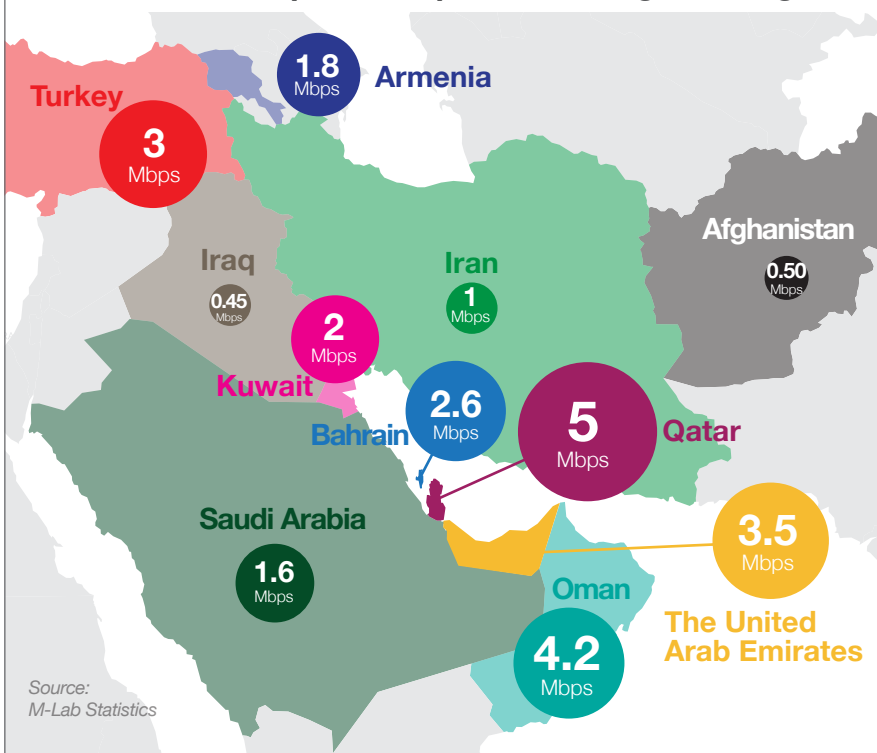 Turkey
3
Mbps
1.8
Mbps
Armenia
Afghanistan
0.50
Mbps
Iraq
0.45
Mbps
Iran
1
Mbps
2
Mbps
Kuwait
Bahrain
2.6
Mbps
5
Mbps
Qatar
Saudi Arabia
1.6
Mbps
3.5
Mbps
The United
Arab Emirates
Oman
4.2
Mbps
Source:
M-Lab Statistics